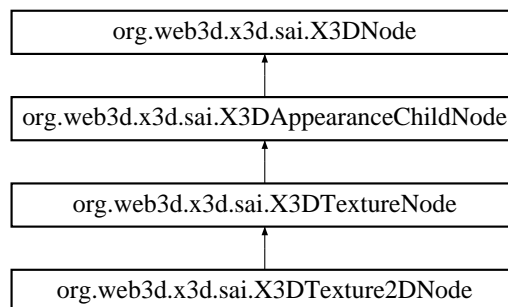 org.web3d.x3d.sai.X3DNode
org.web3d.x3d.sai.X3DAppearanceChildNode
org.web3d.x3d.sai.X3DTextureNode
org.web3d.x3d.sai.X3DTexture2DNode